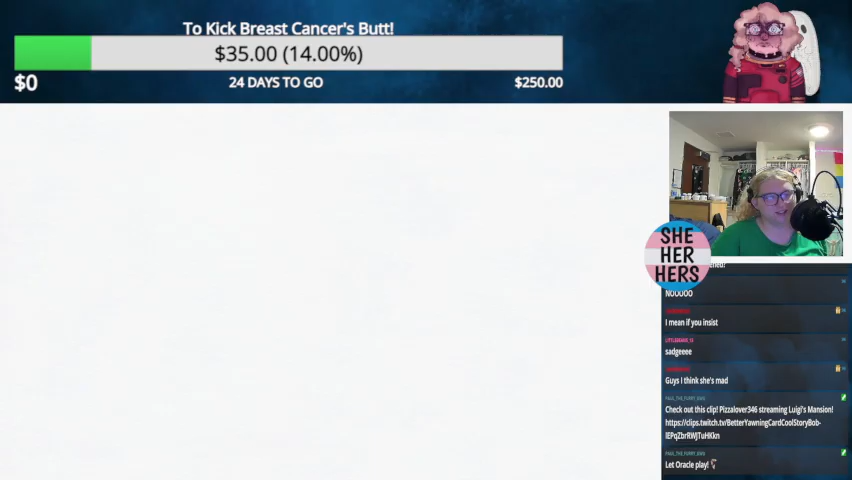 To Kick Breast Cancer's Butt!
$35.00 (14.00%)
$0
24 DAYS TO GO
$250.00
SHE
HER
HERS
NOOOOO
I mean if you insist
sadgeeee
Guys I think she's mad
Check out this clip! Pizzalover346 streaming Luigi's Mansion!
https://clips.twitch.tv/BetterYawningCardCoolStoryBob-
Let Oracle play!